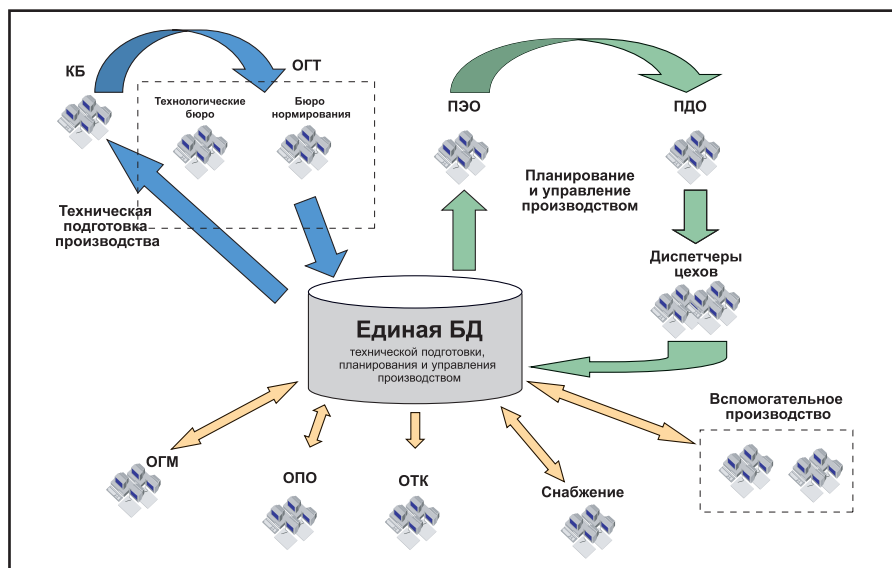 КБ
ОГТ
Технологические
бюро
Бюро
нормирования
Техническая
подготовка
производства
ПЭО
ПДО
Планирование
и управление
производством
Диспетчеры
цехов
Единая БД
технической подготовки,
планирования и управления
производством
Вспомогательное
производство
ОГМ
ОПО
ОТК
Снабжение